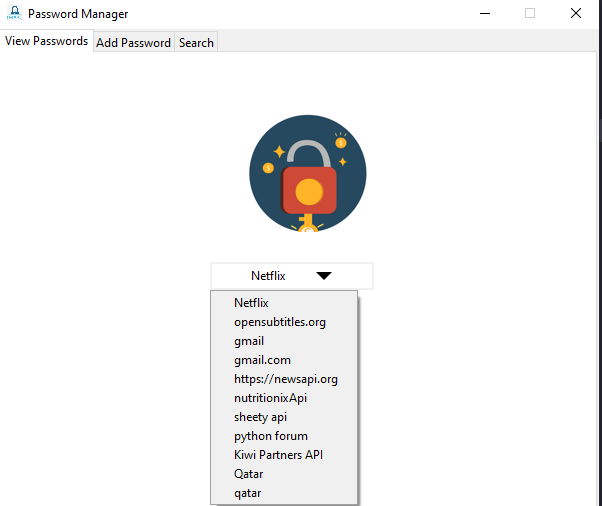 Password Manager
View Passwords Add Password Search
Netflix
Netflix
opensubtitles.org
gmail
gmail.com
https://newsapi.org
nutritionixApi
sheety api
python forum
Kiwi Partners API
Qatar
qatar